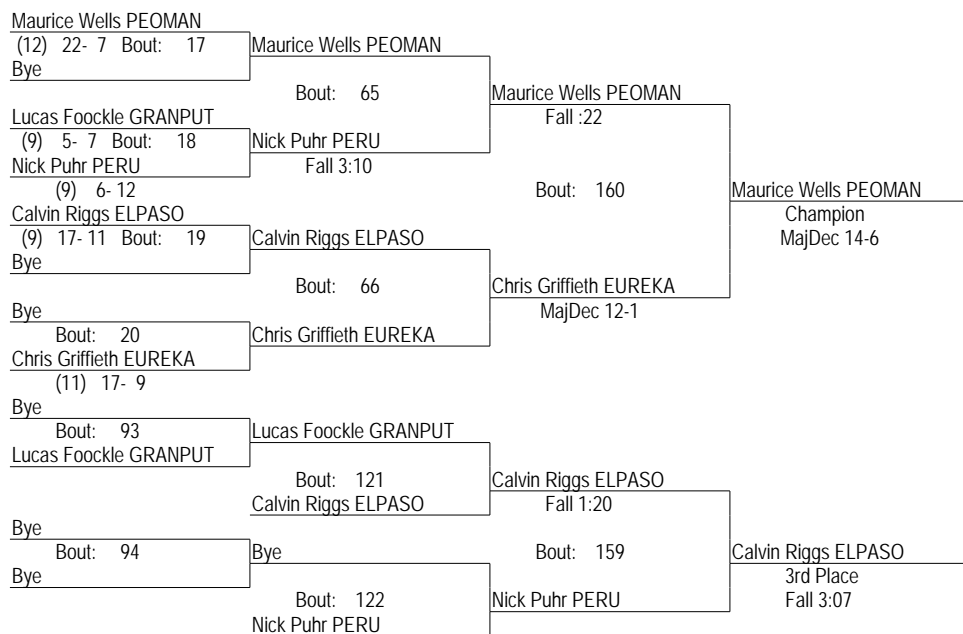 Maurice Wells PEOMAN
(12) 22- 7 Bout: 17
Maurice Wells PEOMAN
Bye
Bout: 65
Maurice Wells PEOMAN
Lucas Foockle GRANPUT
Fall :22
(9) 5- 7 Bout: 18
Nick Puhr PERU
Nick Puhr PERU
Fall 3:10
(9) 6- 12
Bout: 160
Maurice Wells PEOMAN
Calvin Riggs ELPASO
Champion
(9) 17- 11 Bout: 19
Calvin Riggs ELPASO
MajDec 14-6
Bye
Bout: 66
Chris Griffieth EUREKA
Bye
MajDec 12-1
Bout: 20
Chris Griffieth EUREKA
Chris Griffieth EUREKA
(11) 17- 9
Bye
Bout: 93
Lucas Foockle GRANPUT
Lucas Foockle GRANPUT
Bout: 121
Calvin Riggs ELPASO
Calvin Riggs ELPASO
Fall 1:20
Bye
Bout: 94
Bye
Bout: 159
Calvin Riggs ELPASO
Bye
3rd Place
Bout: 122
Nick Puhr PERU
Fall 3:07
Nick Puhr PERU